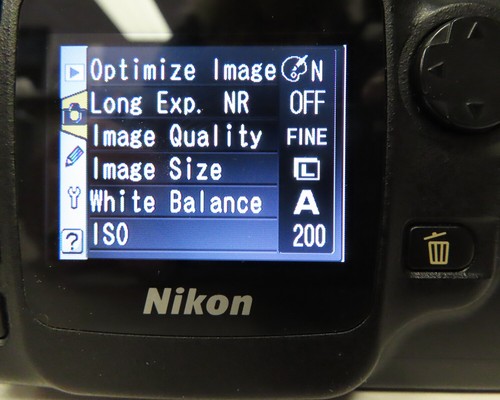 Optimize Image N
Long Exp. NR OFF
Image Quality FINE
Image Size L
White Balance A
ISO 200
?
Nikon